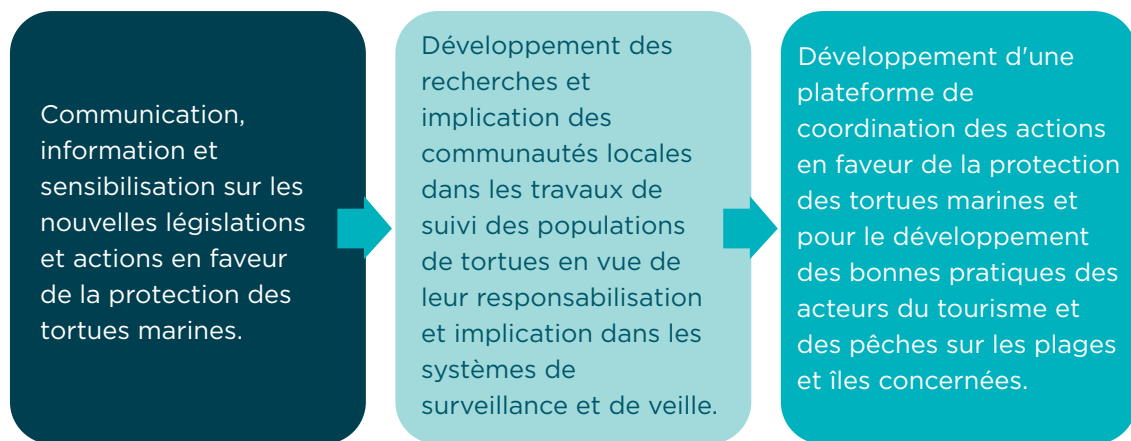 Communication,
information et
sensibilisation sur les
nouvelles législations
et actions en faveur
de la protection des
tortues marines.
Développement des
recherches et
implication des
communautés locales
dans les travaux de
suivi des populations
de tortues en vue de
leur responsabilisation
et implication dans les
systèmes de
surveillance et de veille.
Développement d'une
plateforme de
coordination des actions
en faveur de la protection
des tortues marines et
pour le développement
des bonnes pratiques des
acteurs du tourisme et
des pêches sur les plages
et îles concernées.